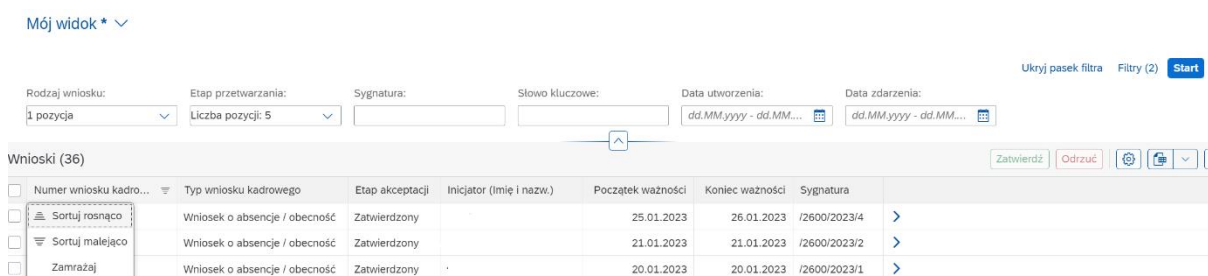 Mój widok *
Ukryj pasek filtra Filtry (2) Start
Rodzaj wniosku: Etap przetwarzania: Sygnatura: Słowo kluczowe: Data utworzenia: Data zdarzenia:
1 pozycja Liczba pozycji: 5 dd.MM.yyyy - dd.MM.... dd.MM.yyyy - dd.MM....
Wnioski (36) Zatwierdź Odrzuć
Numer wniosku kadro... Typ wniosku kadrowego Etap akceptacji Inicjator (Imię i nazw.) Początek ważności Koniec ważności Sygnatura
Sortuj rosnąco Wniosek o absencje / obecność Zatwierdzony 25.01.2023 26.01.2023 /2600/2023/4
Sortuj malejąco Wniosek o absencje / obecność Zatwierdzony 21.01.2023 21.01.2023 /2600/2023/2
Zamrażaj Wniosek o absencje / obecność Zatwierdzony 20.01.2023 20.01.2023 /2600/2023/1